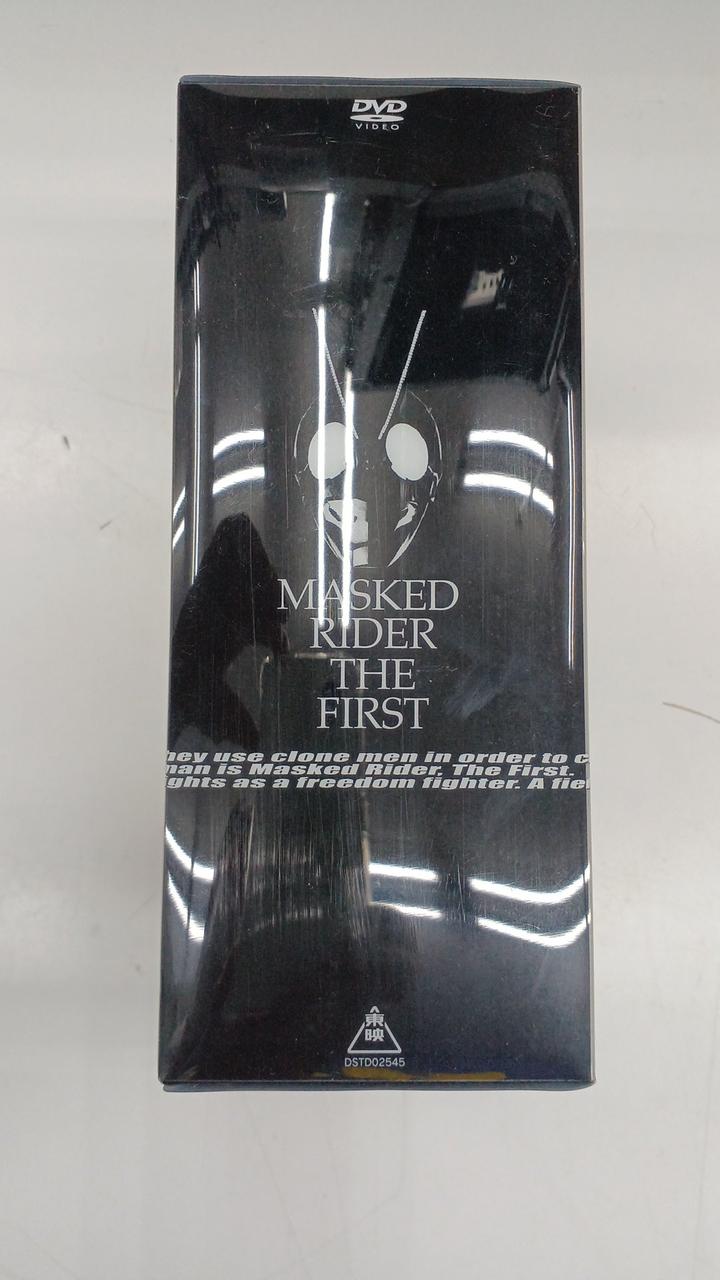 DVD
VIDEO
MASKED
RIDER
THE
FIRST
hey use clone men in order to c
nan is Masked Rider, The First.
ghts as a freedom fighter. A fie
東映
DSTD02545